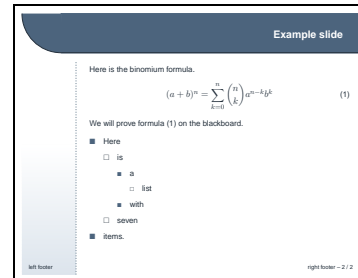 Example slide
Here is the binomium formula.
(a + b)^n = \sum_{k=0}^{n} \binom{n}{k} a^{n−k} b^k (1)
We will prove formula (1) on the blackboard.
Here
is
a
list
with
seven
items.
left footer
right footer – 2 / 2